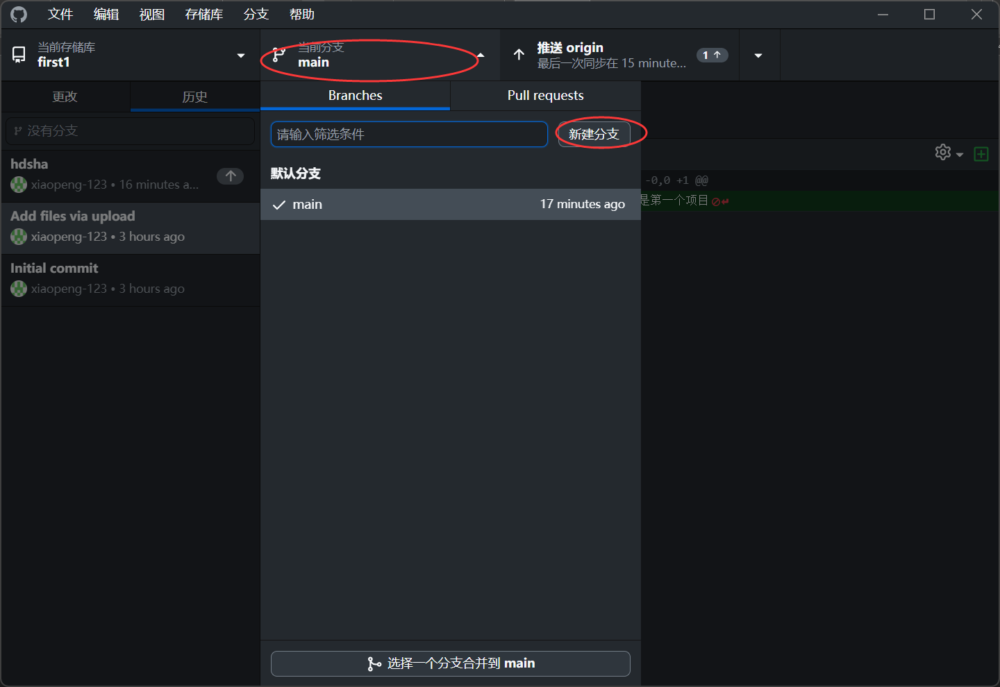 文件 编辑 视图 存储库 分支 帮助
当前存储库
first1
当前分支
main
推送 origin
最后一次同步在 15 minute...
1
更改 历史
没有分支
hdsha
xiaopeng-123 • 16 minutes a...
Add files via upload
xiaopeng-123 • 3 hours ago
Initial commit
xiaopeng-123 • 3 hours ago
Branches Pull requests
请输入筛选条件
新建分支
默认分支
main 17 minutes ago
选择一个分支合并到 main
-0,0 +1 @@
是第一个项目